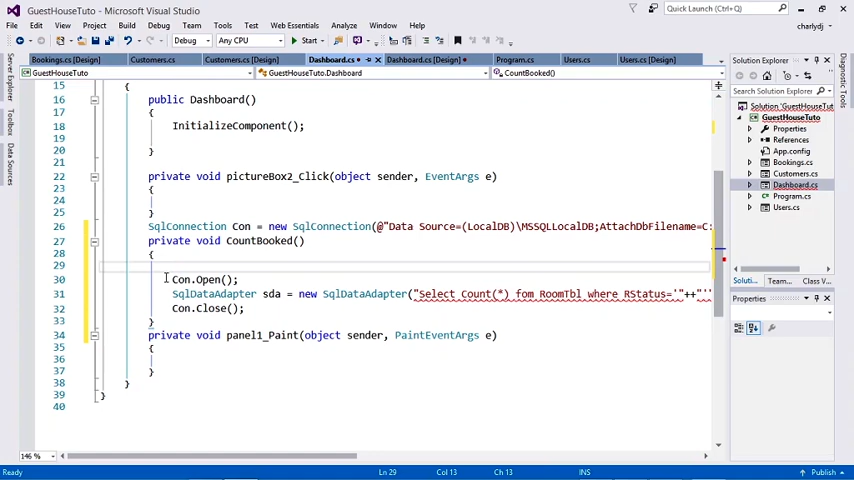 GuestHouseTuto - Microsoft Visual Studio
Quick Launch (Ctrl+Q)
File Edit View Project Build Debug Team Tools Test Web Essentials Analyze Window Help
charlydj
Debug Any CPU Start
Bookings.cs [Design] Customers.cs Customers.cs [Design] Dashboard.cs Dashboard.cs [Design] Program.cs Users.cs Users.cs [Design]
GuestHouseTuto GuestHouseTuto.Dashboard CountBooked()
15 {
16 public Dashboard()
17 {
18 InitializeComponent();
19
20 }
21
22 private void pictureBox2_Click(object sender, EventArgs e)
23 {
24
25 }
26 SqlConnection Con = new SqlConnection(@"Data Source=(LocalDB)\MSSQLLocalDB;AttachDbFilename=C:
27 private void CountBooked()
28 {
29
30 Con.Open();
31 SqlDataAdapter sda = new SqlDataAdapter("Select Count(*) fom RoomTbl where RStatus='"++"''
32 Con.Close();
33 }
34 private void panel1_Paint(object sender, PaintEventArgs e)
35 {
36
37 }
38 }
39 }
40
146 %
Ready Ln 29 Col 13 Ch 13 INS Publish
Server Explorer
Toolbox
Data Sources
Solution Explorer
Search Solution Explorer
Solution 'GuestHouseTut
GuestHouseTuto
Properties
References
App.config
Bookings.cs
Customers.cs
Dashboard.cs
Program.cs
Users.cs
Soluti... Team... Class V...
Properties
Diagnostic Tools